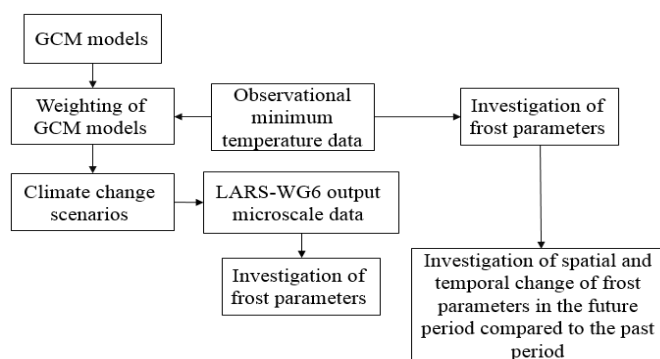 GCM models
Weighting of
GCM models
Observational
minimum
temperature data
Investigation of
frost parameters
Climate change
scenarios
LARS-WG6 output
microscale data
Investigation of
frost parameters
Investigation of spatial and
temporal change of frost
parameters in the future
period compared to the past
period